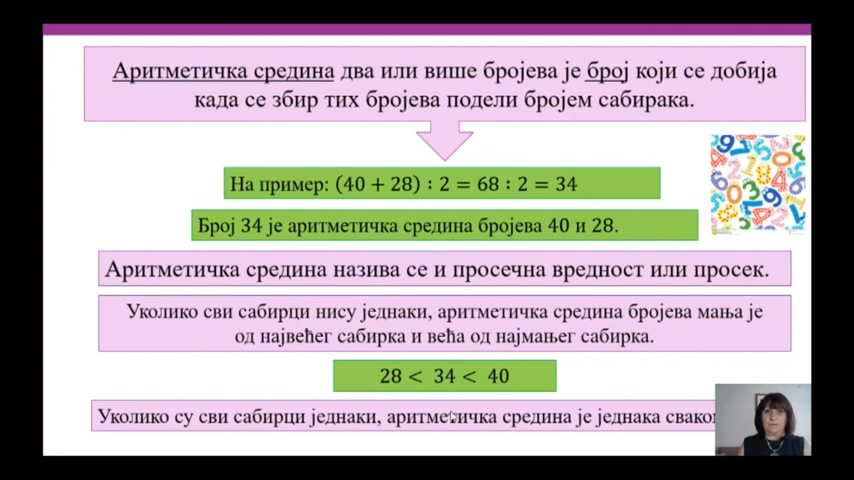 Аритметичка средина два или више бројева је број који се добија
када се збир тих бројева подели бројем сабирака.
На пример: (40 + 28) : 2 = 68 : 2 = 34
Број 34 је аритметичка средина бројева 40 и 28.
Аритметичка средина назива се и просечна вредност или просек.
Уколико сви сабирци нису једнаки, аритметичка средина бројева мања је
од највећег сабирка и већа од најмањег сабирка.
28 < 34 < 40
Уколико су сви сабирци једнаки, аритметичка средина је једнака